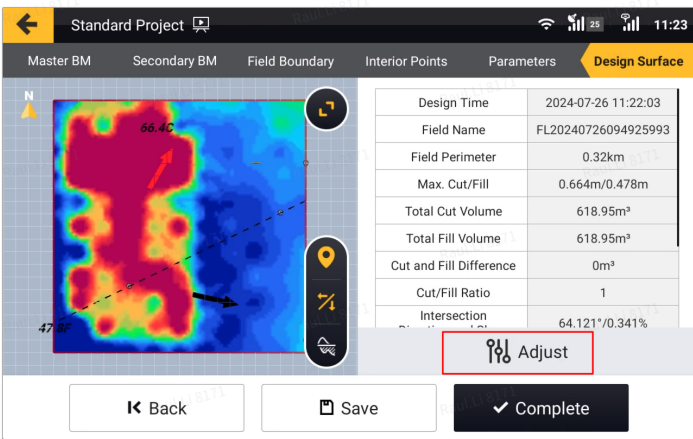 Standard Project 25 11:23
Master BM Secondary BM Field Boundary Interior Points Parameters Design Surface
N
66.4C
47.8F
Design Time 2024-07-26 11:22:03
Field Name FL20240726094925993
Field Perimeter 0.32km
Max. Cut/Fill 0.664m/0.478m
Total Cut Volume 618.95m³
Total Fill Volume 618.95m³
Cut and Fill Difference 0m³
Cut/Fill Ratio 1
Intersection 64.121°/0.341%
Adjust
Back Save Complete
Raul.li8171